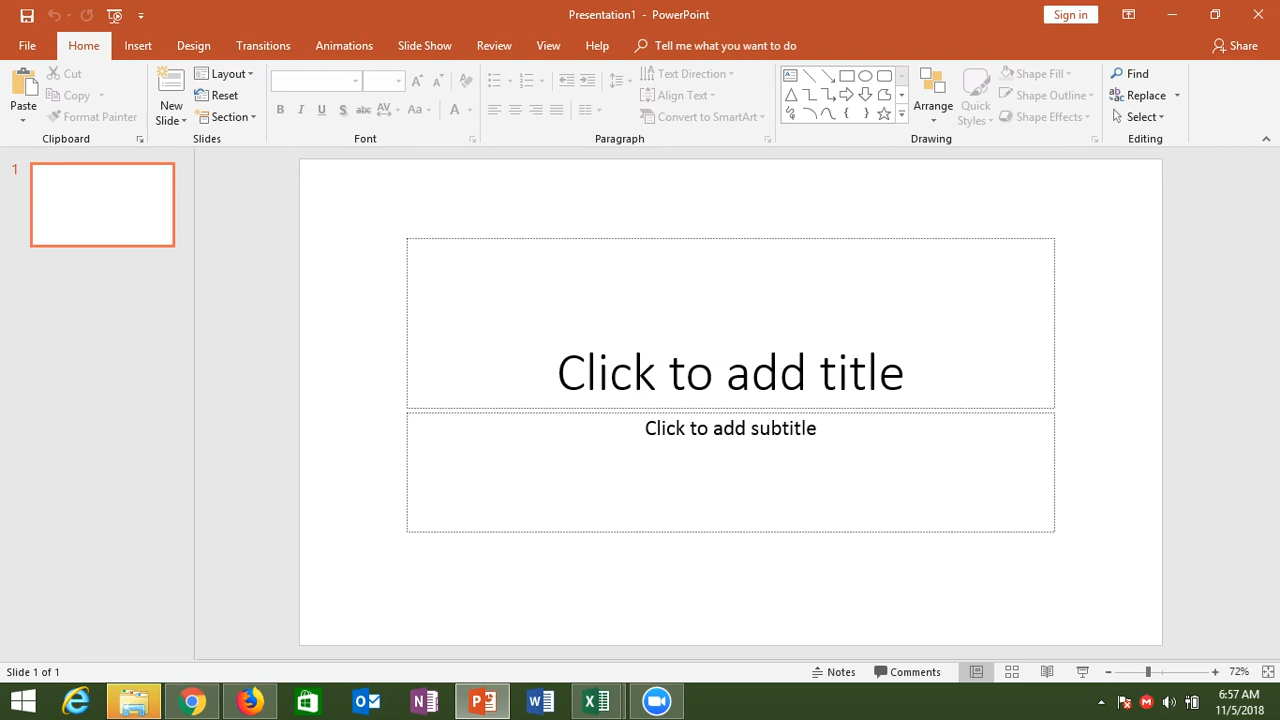 Presentation1 - PowerPoint
Sign in
File Home Insert Design Transitions Animations Slide Show Review View Help Tell me what you want to do Share
Paste
Cut
Copy
Format Painter
Clipboard
New Slide
Layout
Reset
Section
Slides
B I U S abc AV Aa A
Font
Text Direction
Align Text
Convert to SmartArt
Paragraph
Arrange
Quick Styles
Shape Fill
Shape Outline
Shape Effects
Drawing
Find
Replace
Select
Editing
1
Click to add title
Click to add subtitle
Slide 1 of 1
Notes
Comments
72%
6:57 AM
11/5/2018